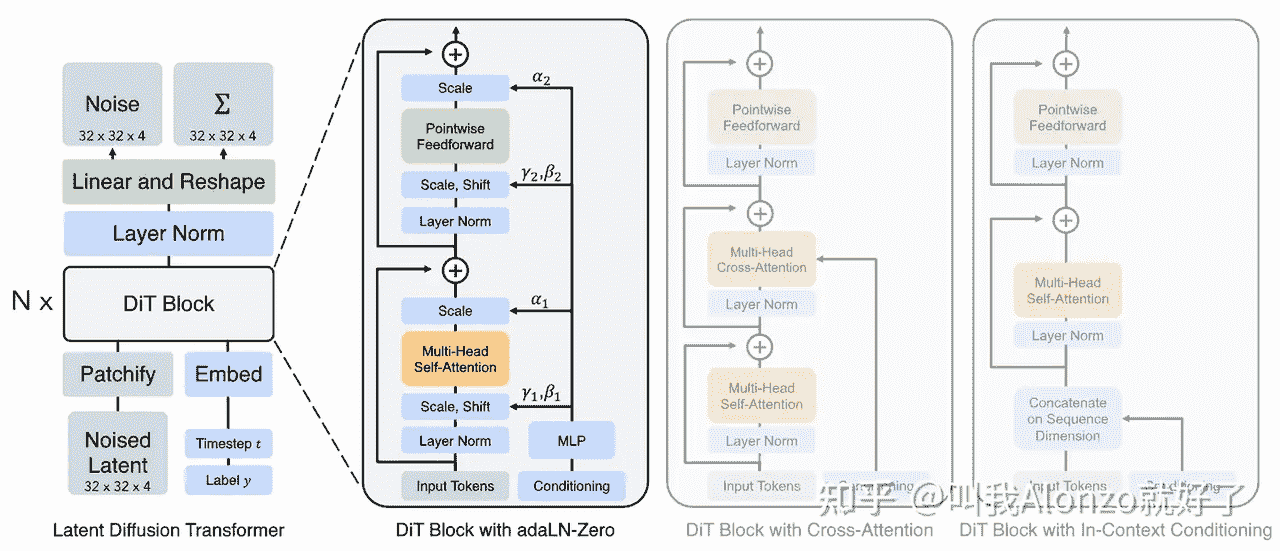 Noise
32 x 32 x 4
Σ
32 x 32 x 4
Linear and Reshape
Layer Norm
N x
DiT Block
Patchify
Embed
Noised
Latent
32 x 32 x 4
Timestep t
Label y
Latent Diffusion Transformer
Scale
α₂
Pointwise
Feedforward
Scale, Shift
γ₂,β₂
Layer Norm
Scale
α₁
Multi-Head
Self-Attention
Scale, Shift
γ₁,β₁
Layer Norm
MLP
Input Tokens
Conditioning
DiT Block with adaLN-Zero
Pointwise
Feedforward
Layer Norm
Multi-Head
Cross-Attention
Layer Norm
Multi-Head
Self-Attention
Layer Norm
Input Tokens
DiT Block with Cross-Attention
Pointwise
Feedforward
Layer Norm
Multi-Head
Self-Attention
Layer Norm
Concatenate
on Sequence
Dimension
Input Tokens
DiT Block with In-Context Conditioning
知乎 @叫我Alonzo就好了